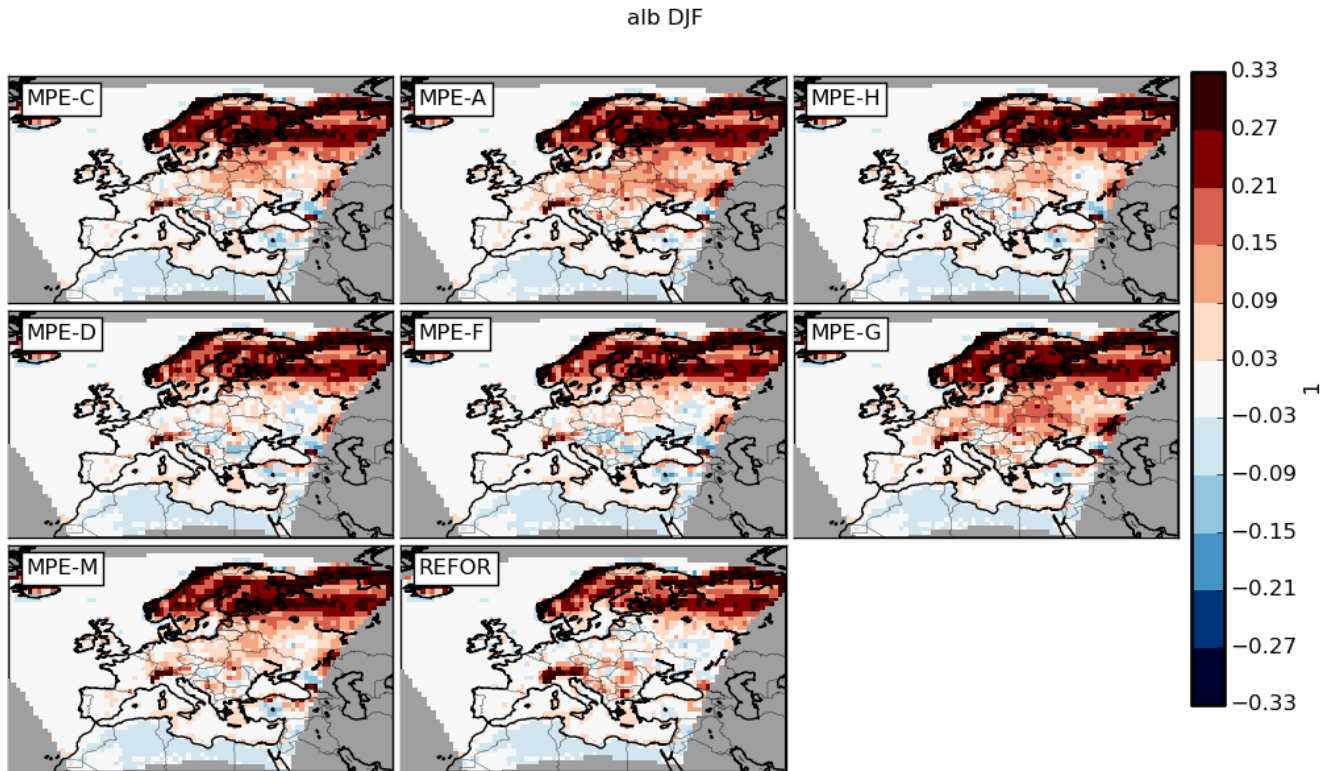 alb DJF
MPE-C
MPE-A
MPE-H
MPE-D
MPE-F
MPE-G
MPE-M
REFOR
0.33
0.27
0.21
0.15
0.09
0.03
−0.03
−0.09
−0.15
−0.21
−0.27
−0.33
1